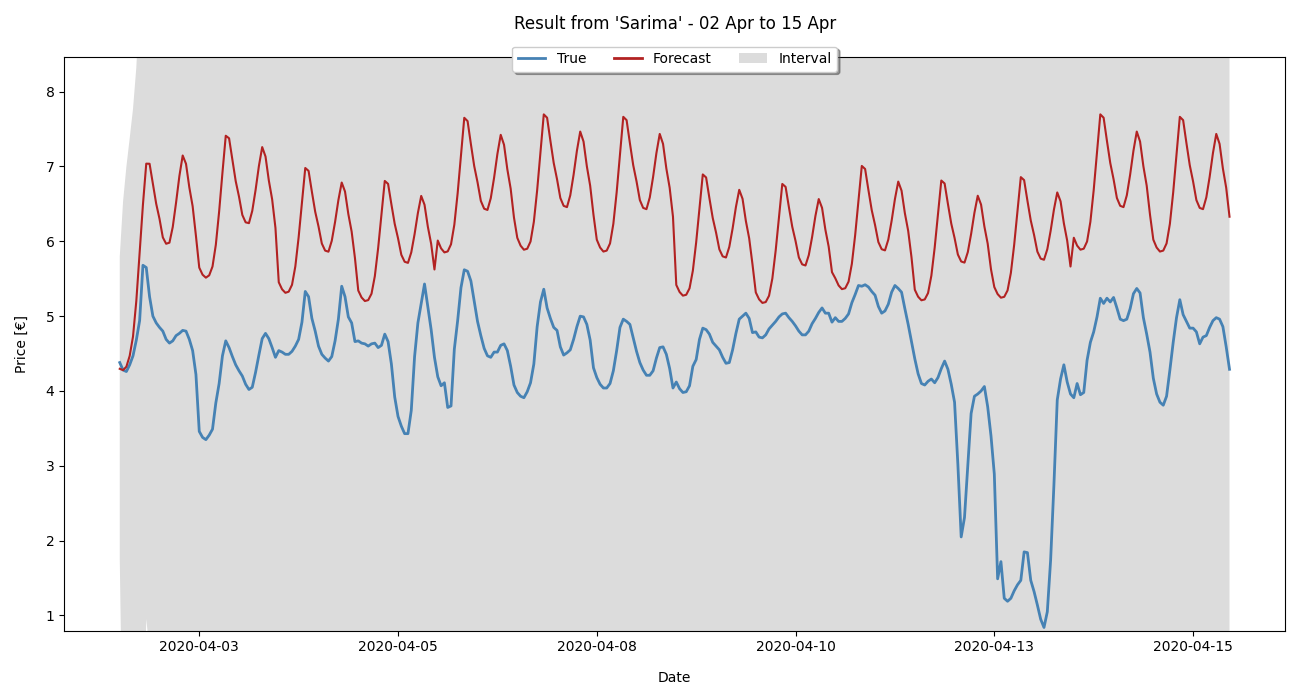 Result from 'Sarima' - 02 Apr to 15 Apr
True Forecast Interval
Price [€]
8
7
6
5
4
3
2
1
2020-04-03 2020-04-05 2020-04-08 2020-04-10 2020-04-13 2020-04-15
Date